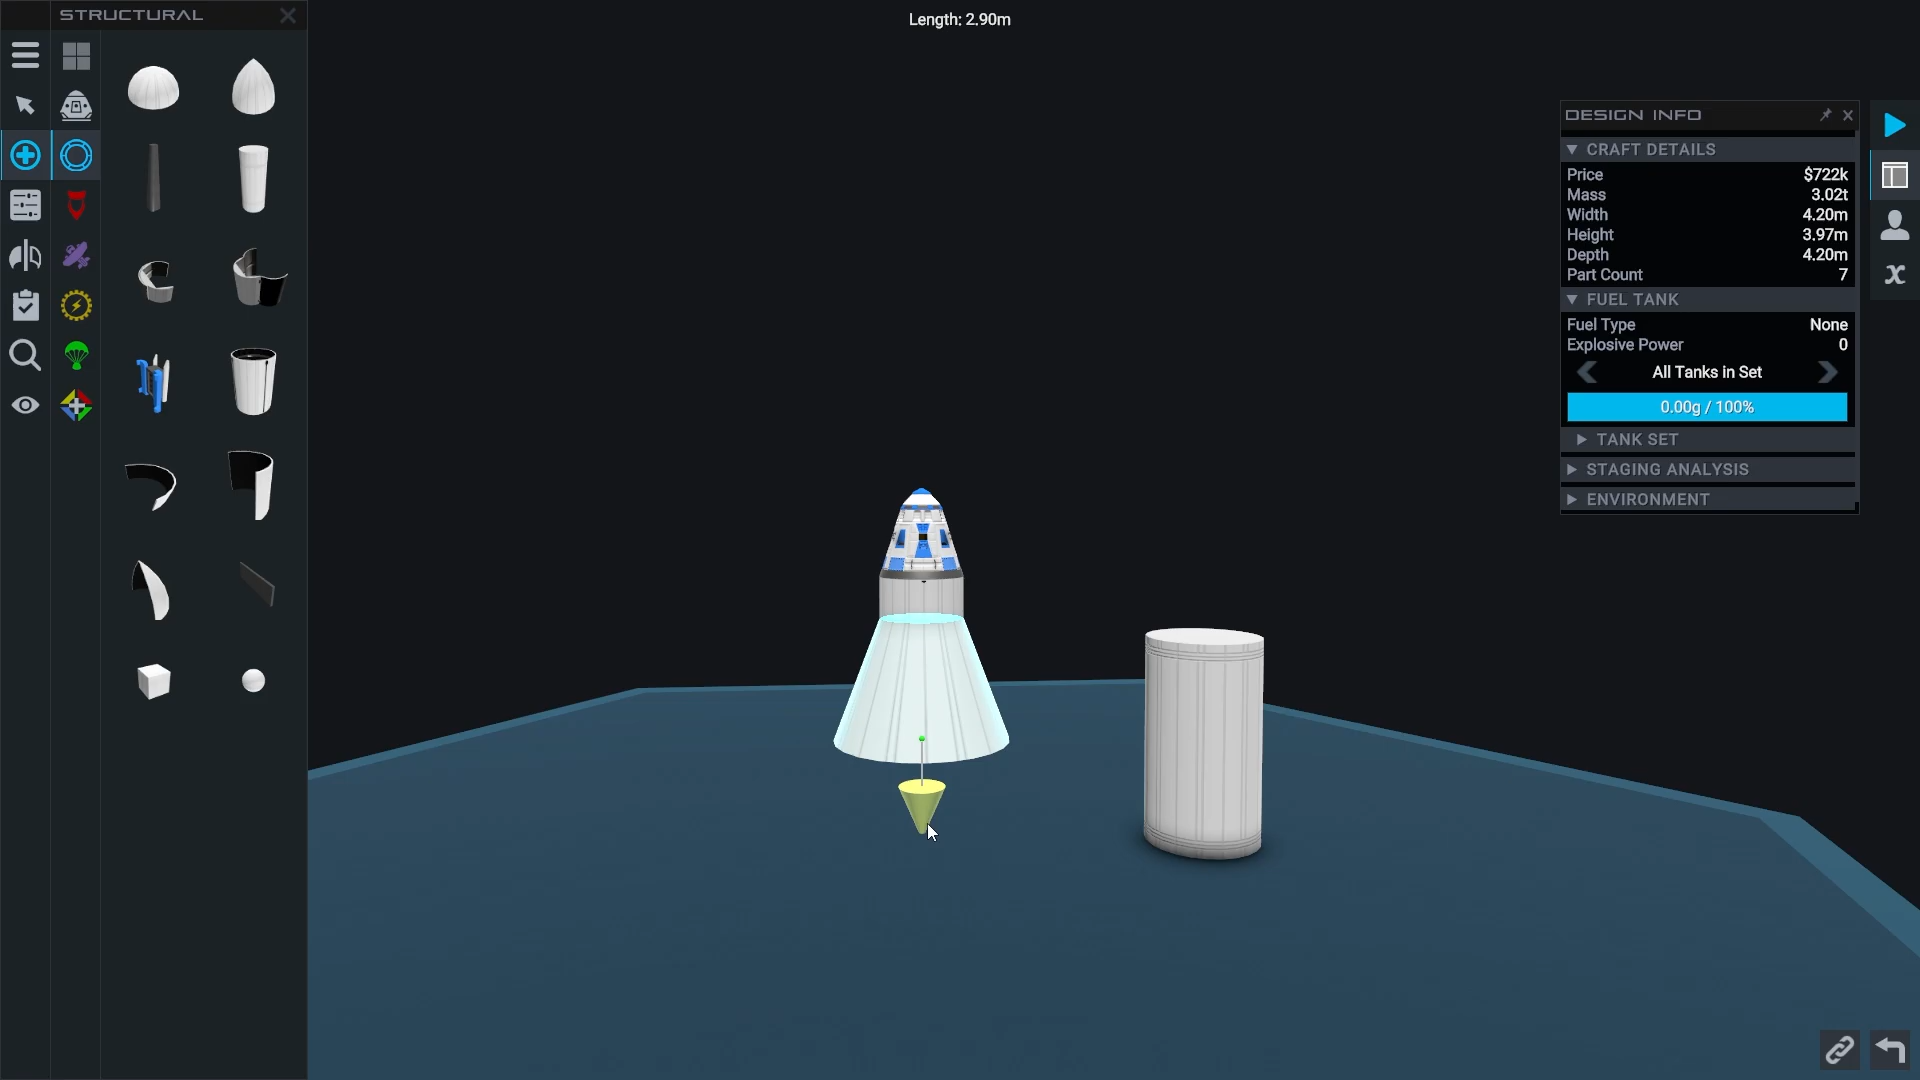 STRUCTURAL
Length: 2.90m
DESIGN INFO
CRAFT DETAILS
Price $722k
Mass 3.02t
Width 4.20m
Height 3.97m
Depth 4.20m
Part Count 7
FUEL TANK
Fuel Type None
Explosive Power 0
All Tanks in Set
0.00g / 100%
TANK SET
STAGING ANALYSIS
ENVIRONMENT